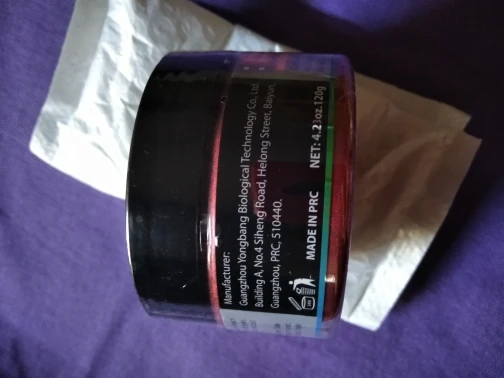 Manufacturer:
Guangzhou Yongbang Biological Technology Co., Ltd.
Building A, No.4 Siheng Road, Helong Street, Baiyun,
Guangzhou, PRC, 510440.
MADE IN PRC NET: 4.23oz.120g